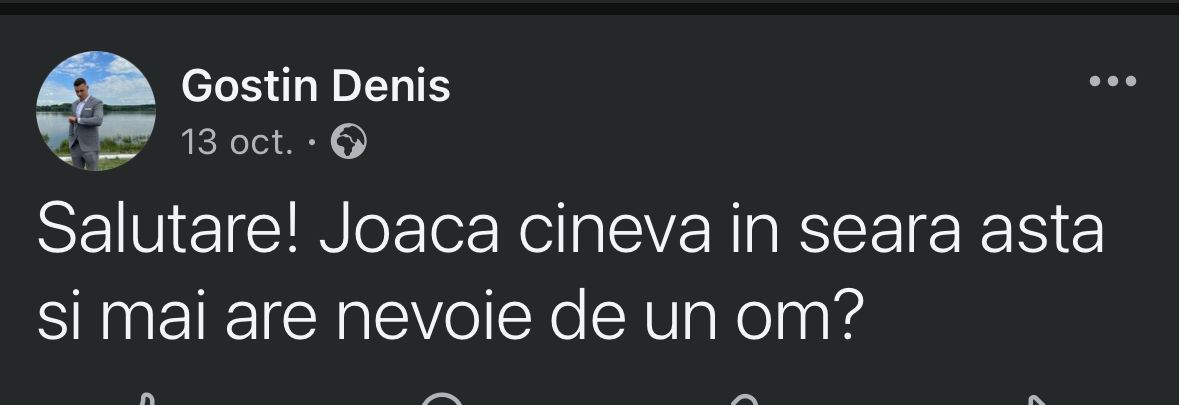 Gostin Denis
13 oct. ·
Salutare! Joaca cineva in seara asta
si mai are nevoie de un om?